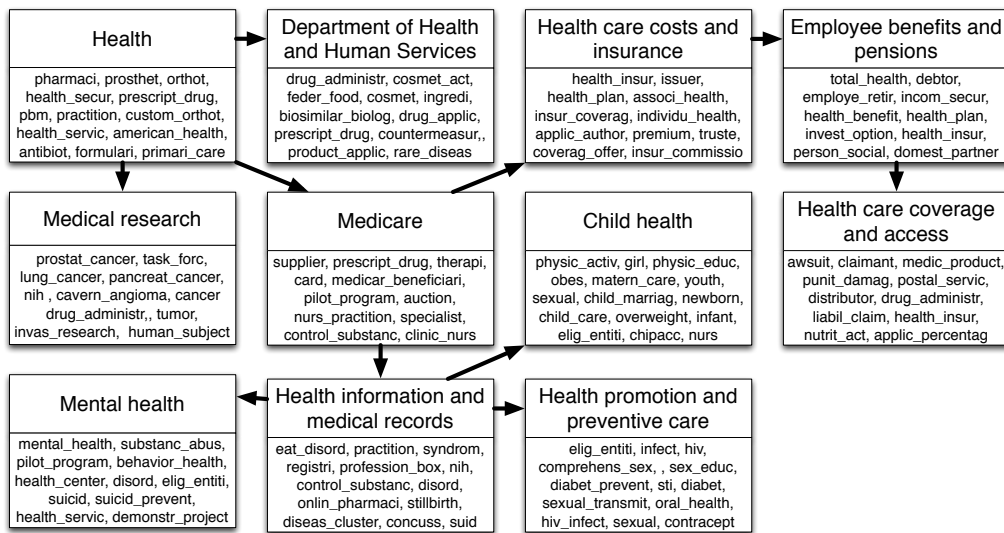 Health
pharmaci, prosthet, orthot,
health_secur, prescript_drug,
pbm, practition, custom_orthot,
health_servic, american_health,
antibiot, formulari, primari_care
Department of Health
and Human Services
drug_administr, cosmet_act,
feder_food, cosmet, ingredi,
biosimilar_biolog, drug_applic,
prescript_drug, countermeasur,,
product_applic, rare_diseas
Health care costs and
insurance
health_insur, issuer,
health_plan, associ_health,
insur_coverag, individu_health,
applic_author, premium, truste,
coverag_offer, insur_commissio
Employee benefits and
pensions
total_health, debtor,
employe_retir, incom_secur,
health_benefit, health_plan,
invest_option, health_insur,
person_social, domest_partner
Medical research
prostat_cancer, task_forc,
lung_cancer, pancreat_cancer,
nih , cavern_angioma, cancer
drug_administr,, tumor,
invas_research, human_subject
Medicare
supplier, prescript_drug, therapi,
card, medicar_beneficiari,
pilot_program, auction,
nurs_practition, specialist,
control_substanc, clinic_nurs
Child health
physic_activ, girl, physic_educ,
obes, matern_care, youth,
sexual, child_marriag, newborn,
child_care, overweight, infant,
elig_entiti, chipacc, nurs
Health care coverage
and access
awsuit, claimant, medic_product,
punit_damag, postal_servic,
distributor, drug_administr,
liabil_claim, health_insur,
nutrit_act, applic_percentag
Mental health
mental_health, substanc_abus,
pilot_program, behavior_health,
health_center, disord, elig_entiti,
suicid, suicid_prevent,
health_servic, demonstr_project
Health information and
medical records
eat_disord, practition, syndrom,
registri, profession_box, nih,
control_substanc, disord,
onlin_pharmaci, stillbirth,
diseas_cluster, concuss, suid
Health promotion and
preventive care
elig_entiti, infect, hiv,
comprehens_sex, , sex_educ,
diabet_prevent, sti, diabet,
sexual_transmit, oral_health,
hiv_infect, sexual, contracept